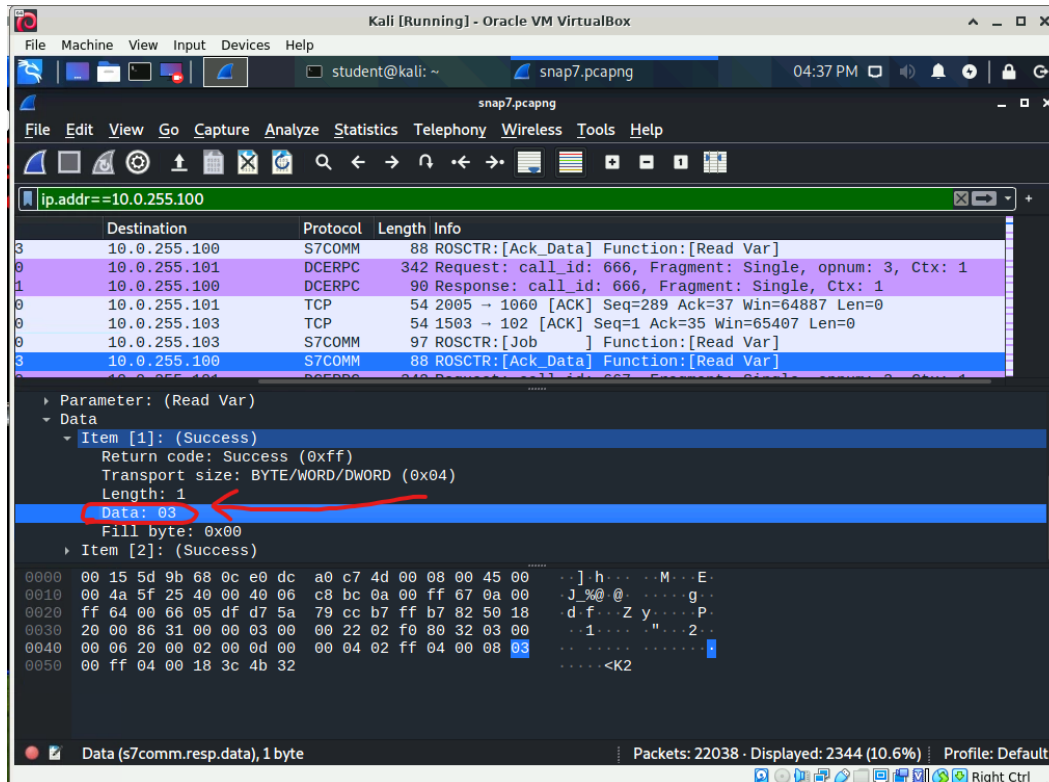 Kali [Running] - Oracle VM VirtualBox
File Machine View Input Devices Help
student@kali: ~ snap7.pcapng 04:37 PM
snap7.pcapng
File Edit View Go Capture Analyze Statistics Telephony Wireless Tools Help
ip.addr==10.0.255.100
Destination Protocol Length Info
3 10.0.255.100 S7COMM 88 ROSCTR:[Ack_Data] Function:[Read Var]
0 10.0.255.101 DCERPC 342 Request: call_id: 666, Fragment: Single, opnum: 3, Ctx: 1
1 10.0.255.100 DCERPC 90 Response: call_id: 666, Fragment: Single, Ctx: 1
0 10.0.255.101 TCP 54 2005 → 1060 [ACK] Seq=289 Ack=37 Win=64887 Len=0
0 10.0.255.103 TCP 54 1503 → 102 [ACK] Seq=1 Ack=35 Win=65407 Len=0
0 10.0.255.103 S7COMM 97 ROSCTR:[Job ] Function:[Read Var]
3 10.0.255.100 S7COMM 88 ROSCTR:[Ack_Data] Function:[Read Var]
Parameter: (Read Var)
Data
Item [1]: (Success)
Return code: Success (0xff)
Transport size: BYTE/WORD/DWORD (0x04)
Length: 1
Data: 03
Fill byte: 0x00
Item [2]: (Success)
0000 00 15 5d 9b 68 0c e0 dc a0 c7 4d 00 08 00 45 00 ··]·h··· ··M···E·
0010 00 4a 5f 25 40 00 40 06 c8 bc 0a 00 ff 67 0a 00 ·J_%@·@· ·····g··
0020 ff 64 00 66 05 df d7 5a 79 cc b7 ff b7 82 50 18 ·d·f···Z y·····P·
0030 20 00 86 31 00 00 03 00 00 22 02 f0 80 32 03 00 ··1···· ·"···2··
0040 00 06 20 00 02 00 0d 00 00 04 02 ff 04 00 08 03 ·· ····· ········
0050 00 ff 04 00 18 3c 4b 32 ·····<K2
Data (s7comm.resp.data), 1 byte Packets: 22038 · Displayed: 2344 (10.6%) Profile: Default
Right Ctrl